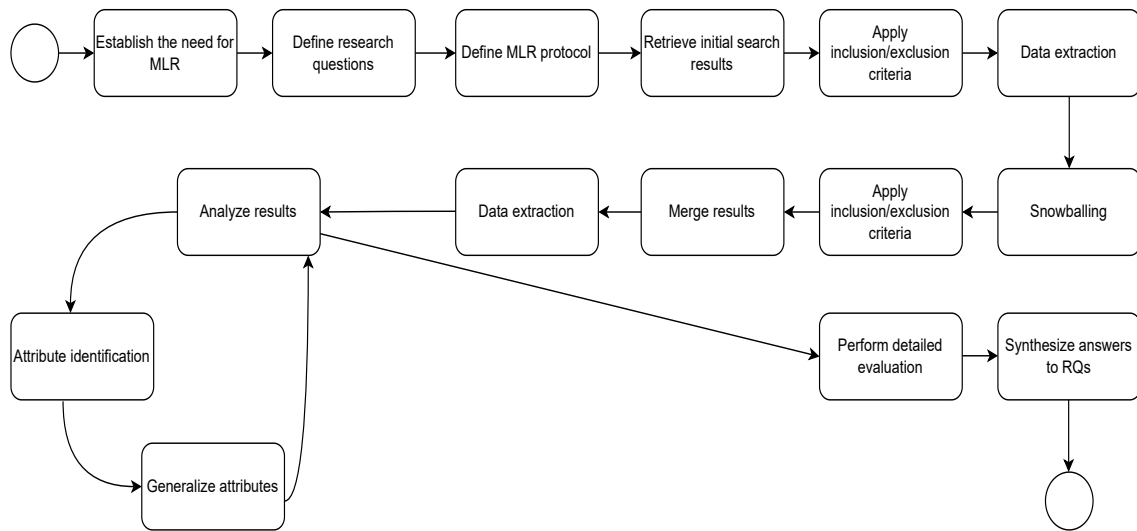 Establish the need for
MLR
Define research
questions
Define MLR protocol
Retrieve initial search
results
Apply
inclusion/exclusion
criteria
Data extraction
Snowballing
Apply
inclusion/exclusion
criteria
Merge results
Data extraction
Analyze results
Attribute identification
Generalize attributes
Perform detailed
evaluation
Synthesize answers
to RQs